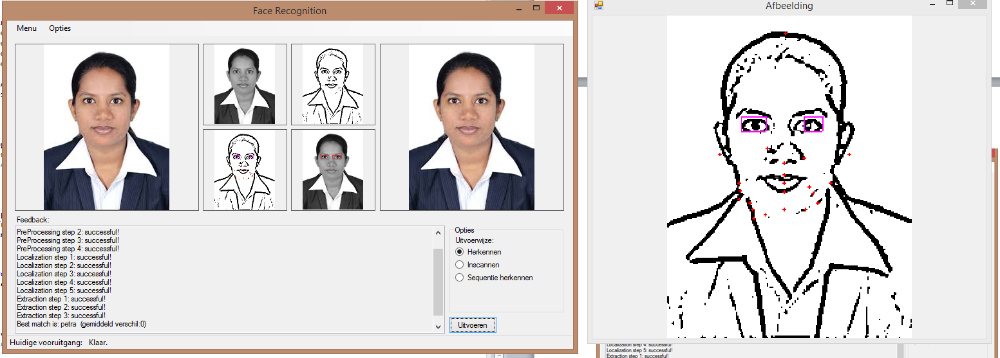 Face Recognition
Menu Opties
Feedback:
PreProcessing step 2: successful!
PreProcessing step 3: successful!
PreProcessing step 4: successful!
Localization step 1: successful!
Localization step 2: successful!
Localization step 3: successful!
Localization step 4: successful!
Localization step 5: successful!
Extraction step 1: successful!
Extraction step 2: successful!
Extraction step 3: successful!
Best match is: petra (gemiddeld verschil:0)
Opties
Uitvoerwijze:
Herkennen
Inscannen
Sequentie herkennen
Uitvoeren
Huidige vooruitgang: Klaar.
Afbeelding
Localization step 4: successful!
Localization step 5: successful!
Extraction step 1: successful!